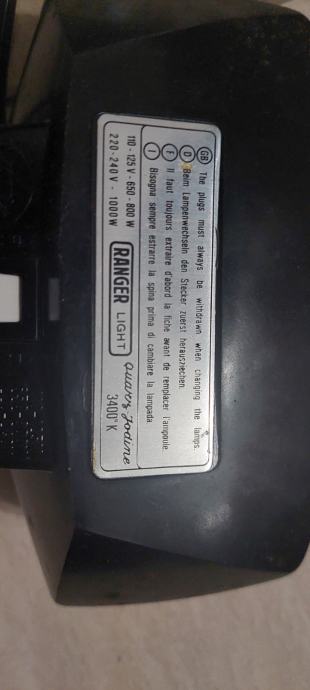 GB The plugs must always be withdrawn when changing the lamps.
D Beim Lampenwechseln den Stecker zuerst herausziehen.
F Il faut toujours extraire d'abord la fiche avant de remplacer l'ampoule.
I Bisogna sempre estrarre la spina prima di cambiare la lampada
110-125 V - 650 - 800 W
220-240 V - 1000 W
RANGER LIGHT
Quarz Jodine
3400°K